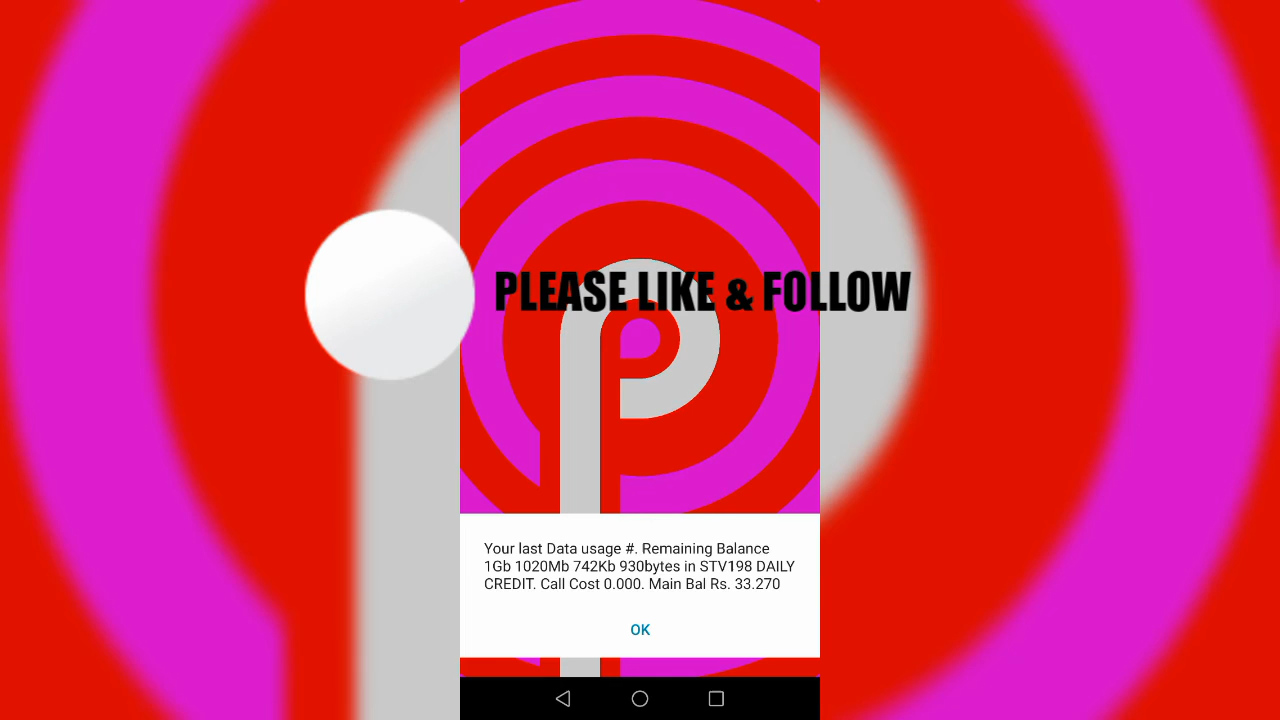 PLEASE LIKE & FOLLOW
Your last Data usage #. Remaining Balance
1Gb 1020Mb 742Kb 930bytes in STV198 DAILY
CREDIT. Call Cost 0.000. Main Bal Rs. 33.270
OK